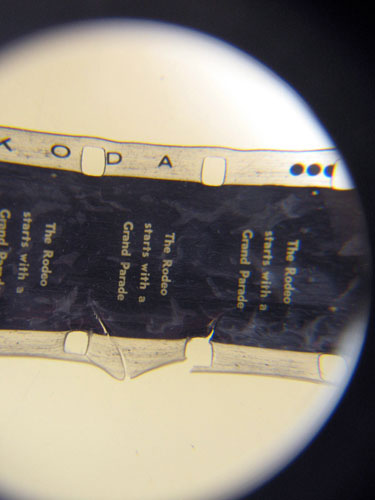 K O D A
The Rodeo
starts with a
Grand Parade
The Rodeo
starts with a
Grand Parade
The Rodeo
starts with a
Grand Parade